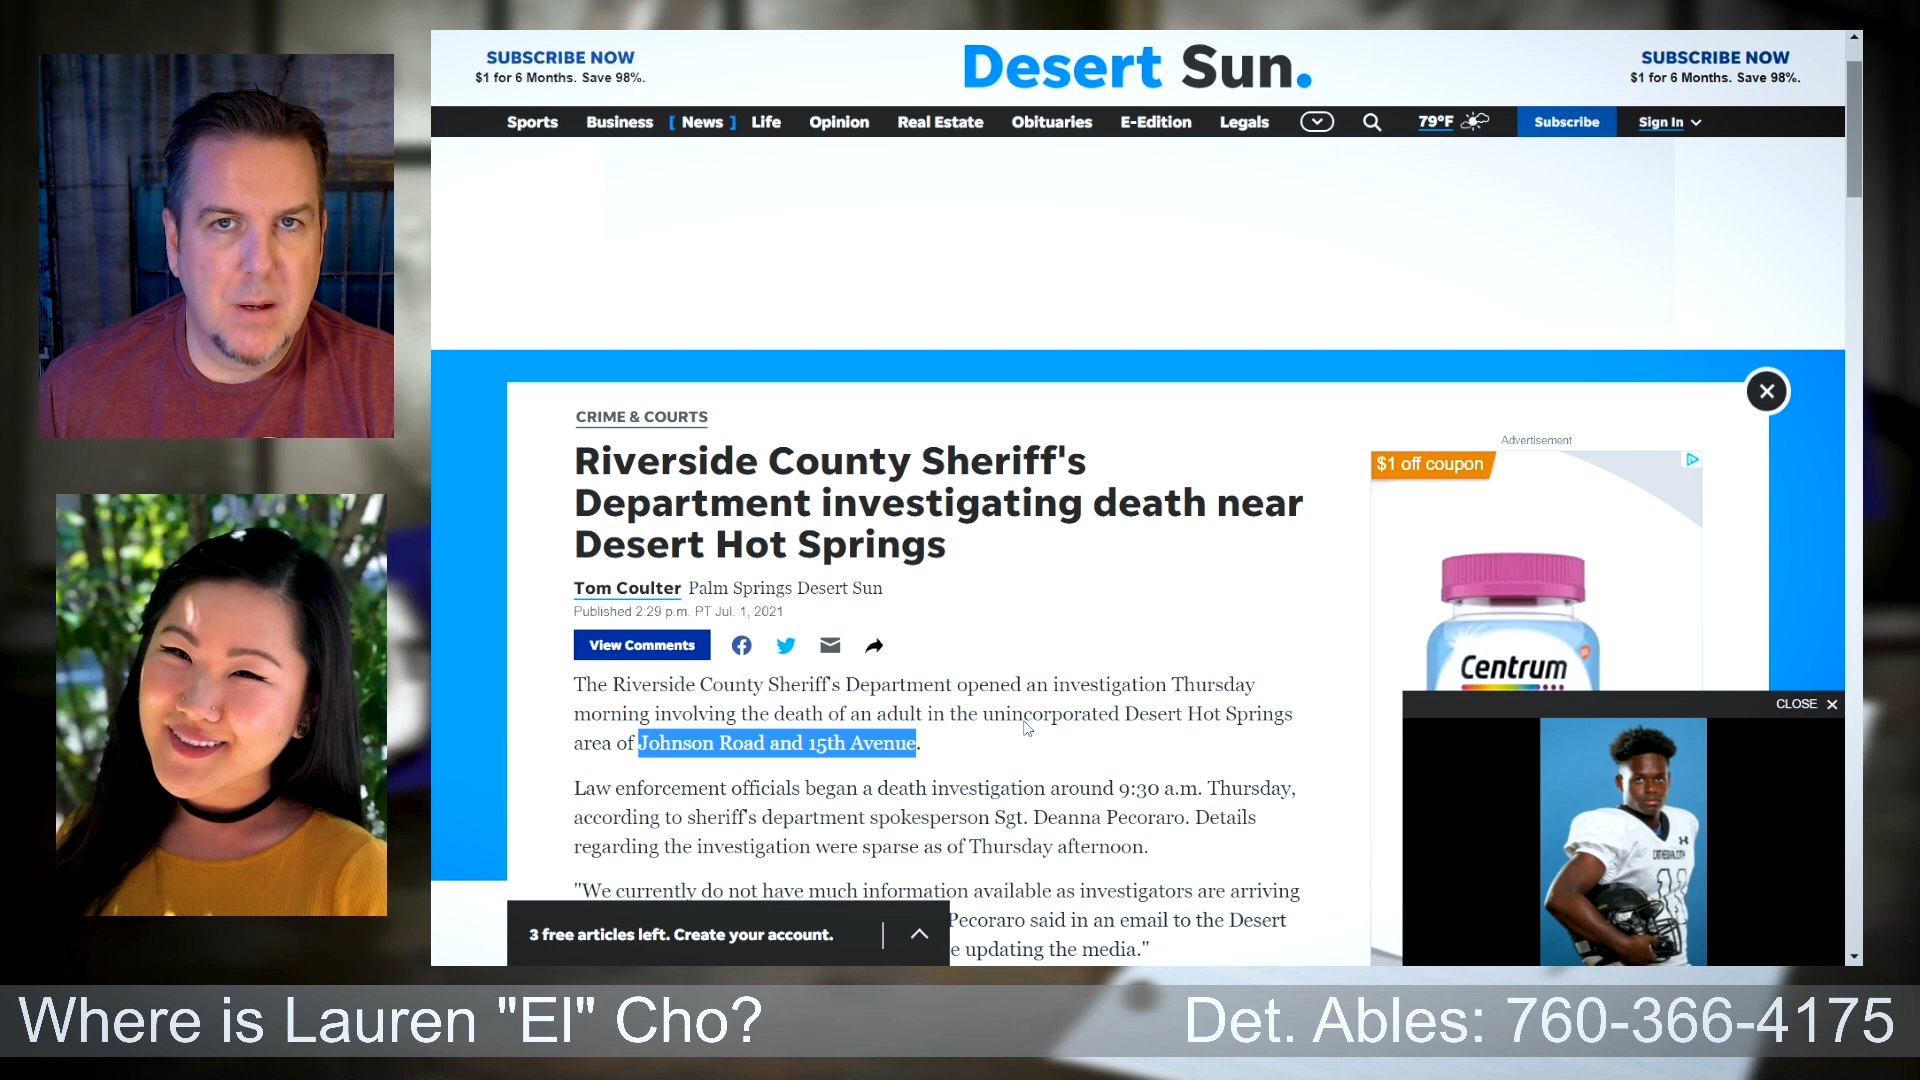 SUBSCRIBE NOW
$1 for 6 Months. Save 98%.
Desert Sun.
SUBSCRIBE NOW
$1 for 6 Months. Save 98%.
Sports Business [ News ] Life Opinion Real Estate Obituaries E-Edition Legals 79°F Subscribe Sign In
CRIME & COURTS
Riverside County Sheriff's
Department investigating death near
Desert Hot Springs
Tom Coulter Palm Springs Desert Sun
Published 2:29 p.m. PT Jul. 1, 2021
View Comments
The Riverside County Sheriff's Department opened an investigation Thursday
morning involving the death of an adult in the unincorporated Desert Hot Springs
area of Johnson Road and 15th Avenue.
Law enforcement officials began a death investigation around 9:30 a.m. Thursday,
according to sheriff's department spokesperson Sgt. Deanna Pecoraro. Details
regarding the investigation were sparse as of Thursday afternoon.
"We currently do not have much information available as investigators are arriving
Pecoraro said in an email to the Desert
e updating the media."
3 free articles left. Create your account.
Advertisement
$1 off coupon
Centrum
CLOSE
11
Where is Lauren "El" Cho?
Det. Ables: 760-366-4175